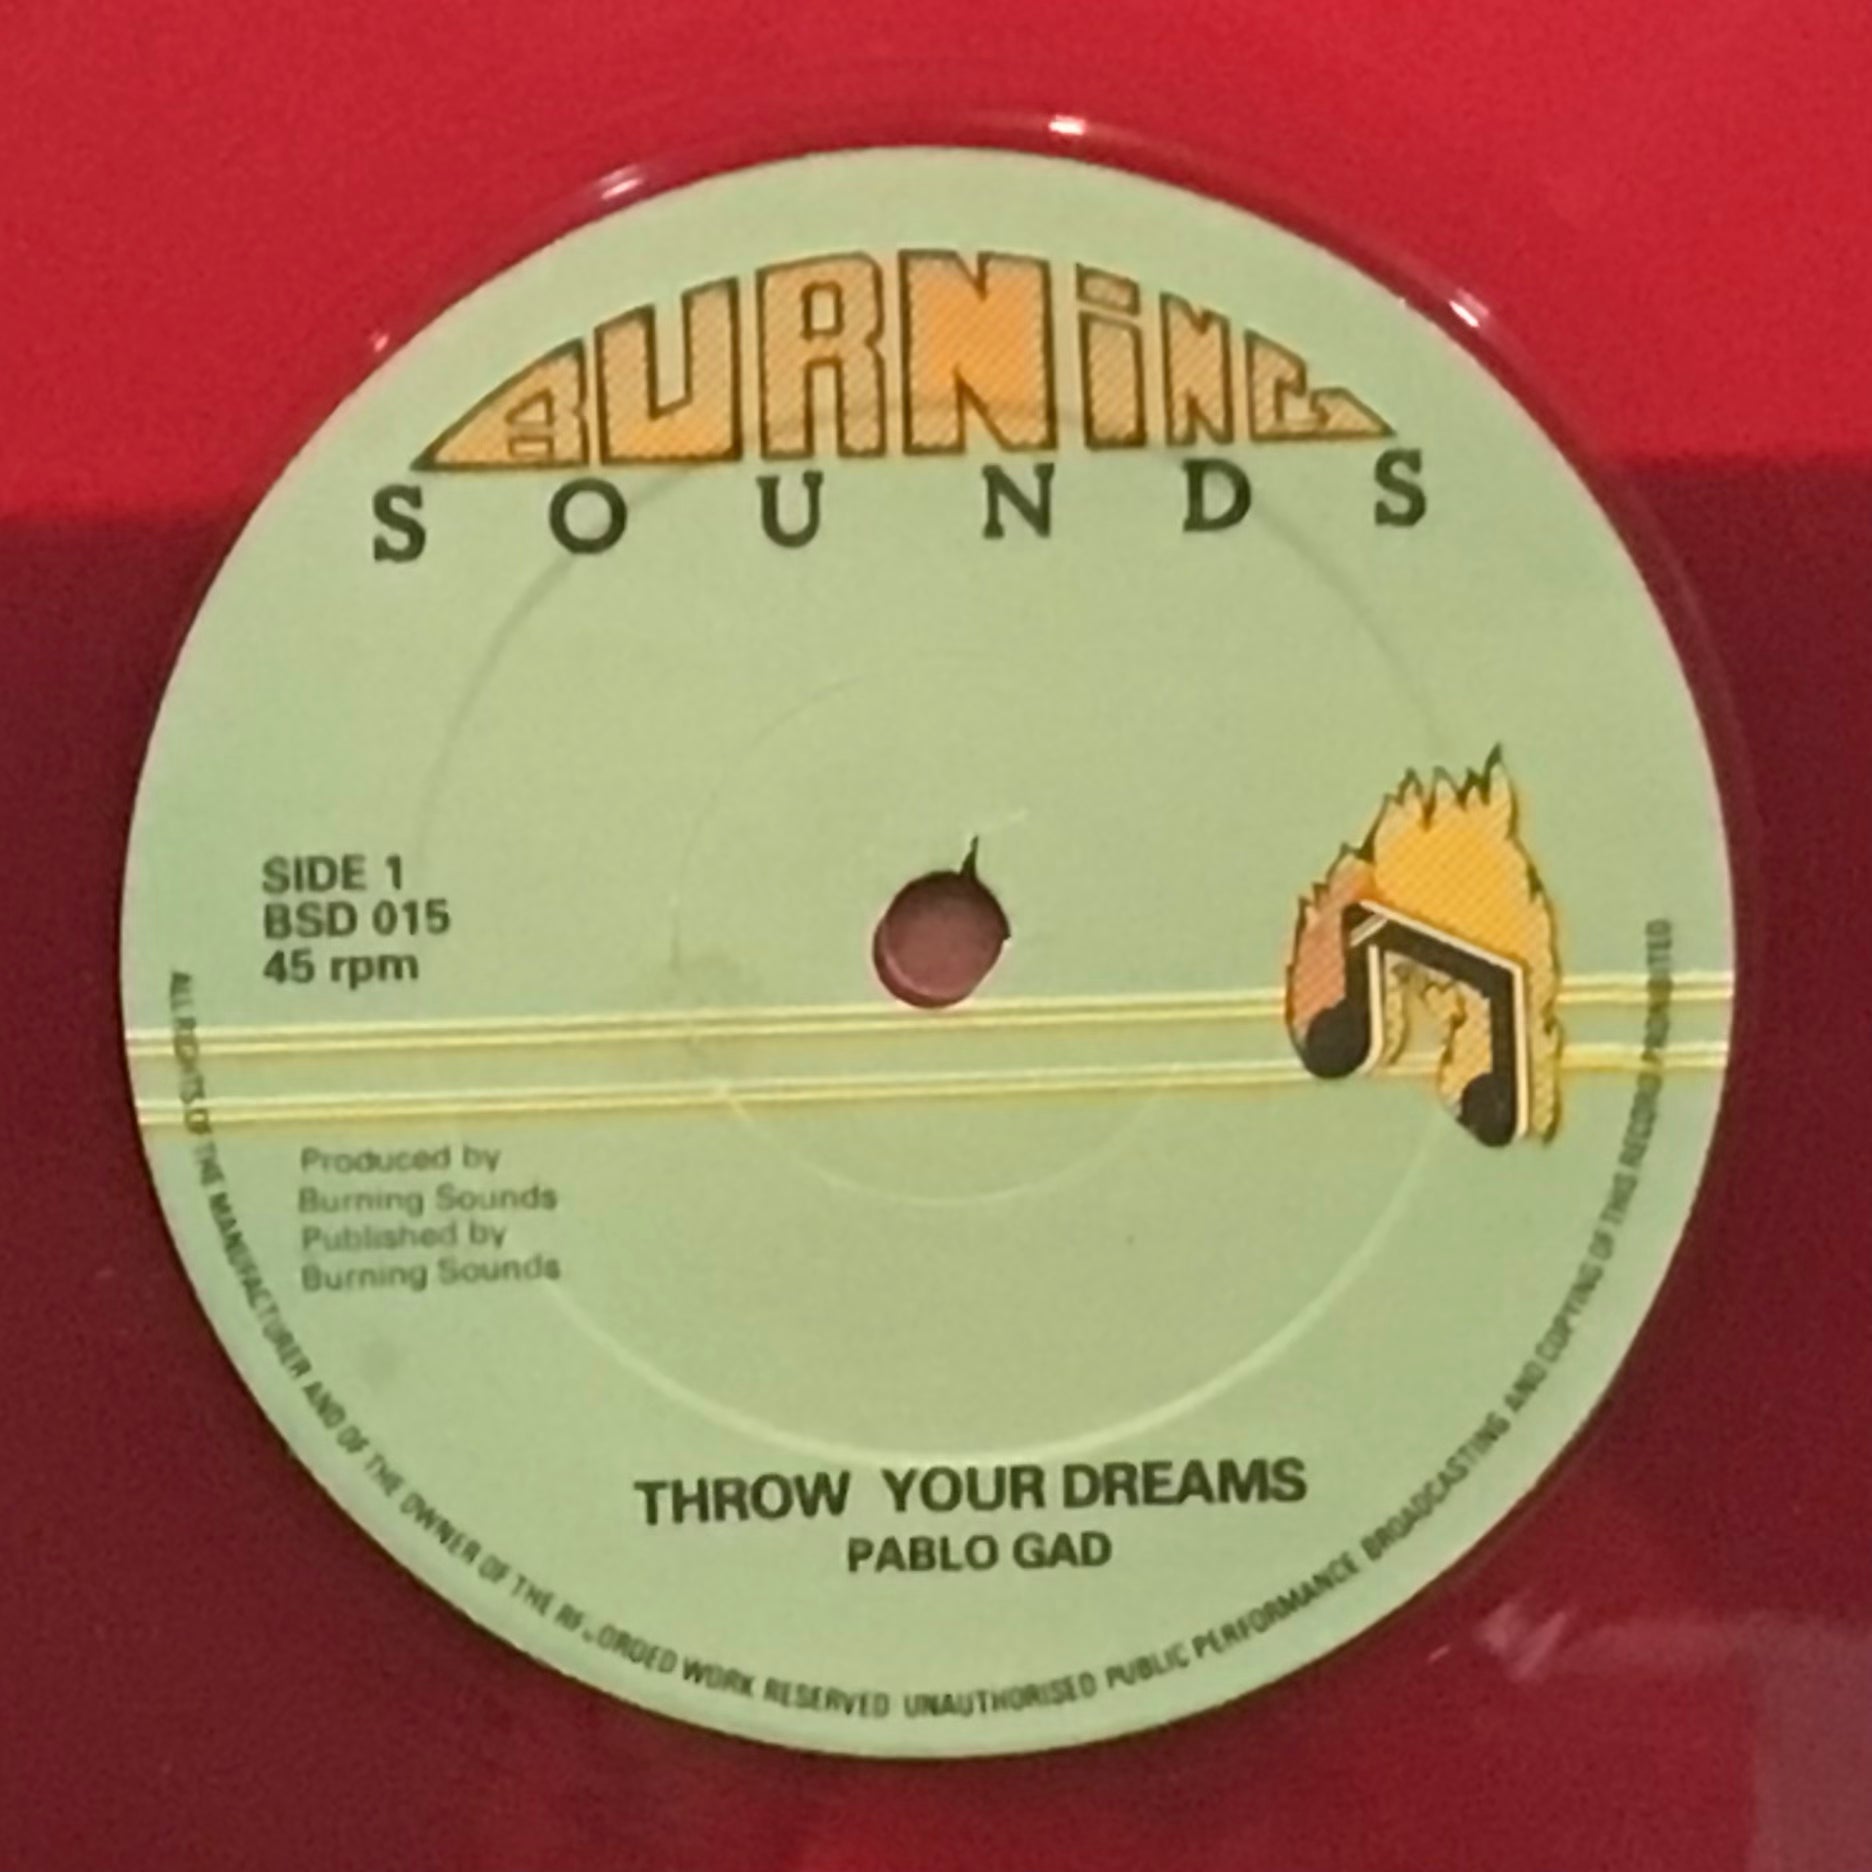 BURNiNG
SOUNDS
SIDE 1
BSD 015
45 rpm
Produced by
Burning Sounds
Published by
Burning Sounds
THROW YOUR DREAMS
PABLO GAD
ALL RIGHTS OF THE MANUFACTURER AND OF THE OWNER OF THE RECORDED WORK RESERVED UNAUTHORISED PUBLIC PERFORMANCE BROADCASTING AND COPYING OF THIS RECORD PROHIBITED